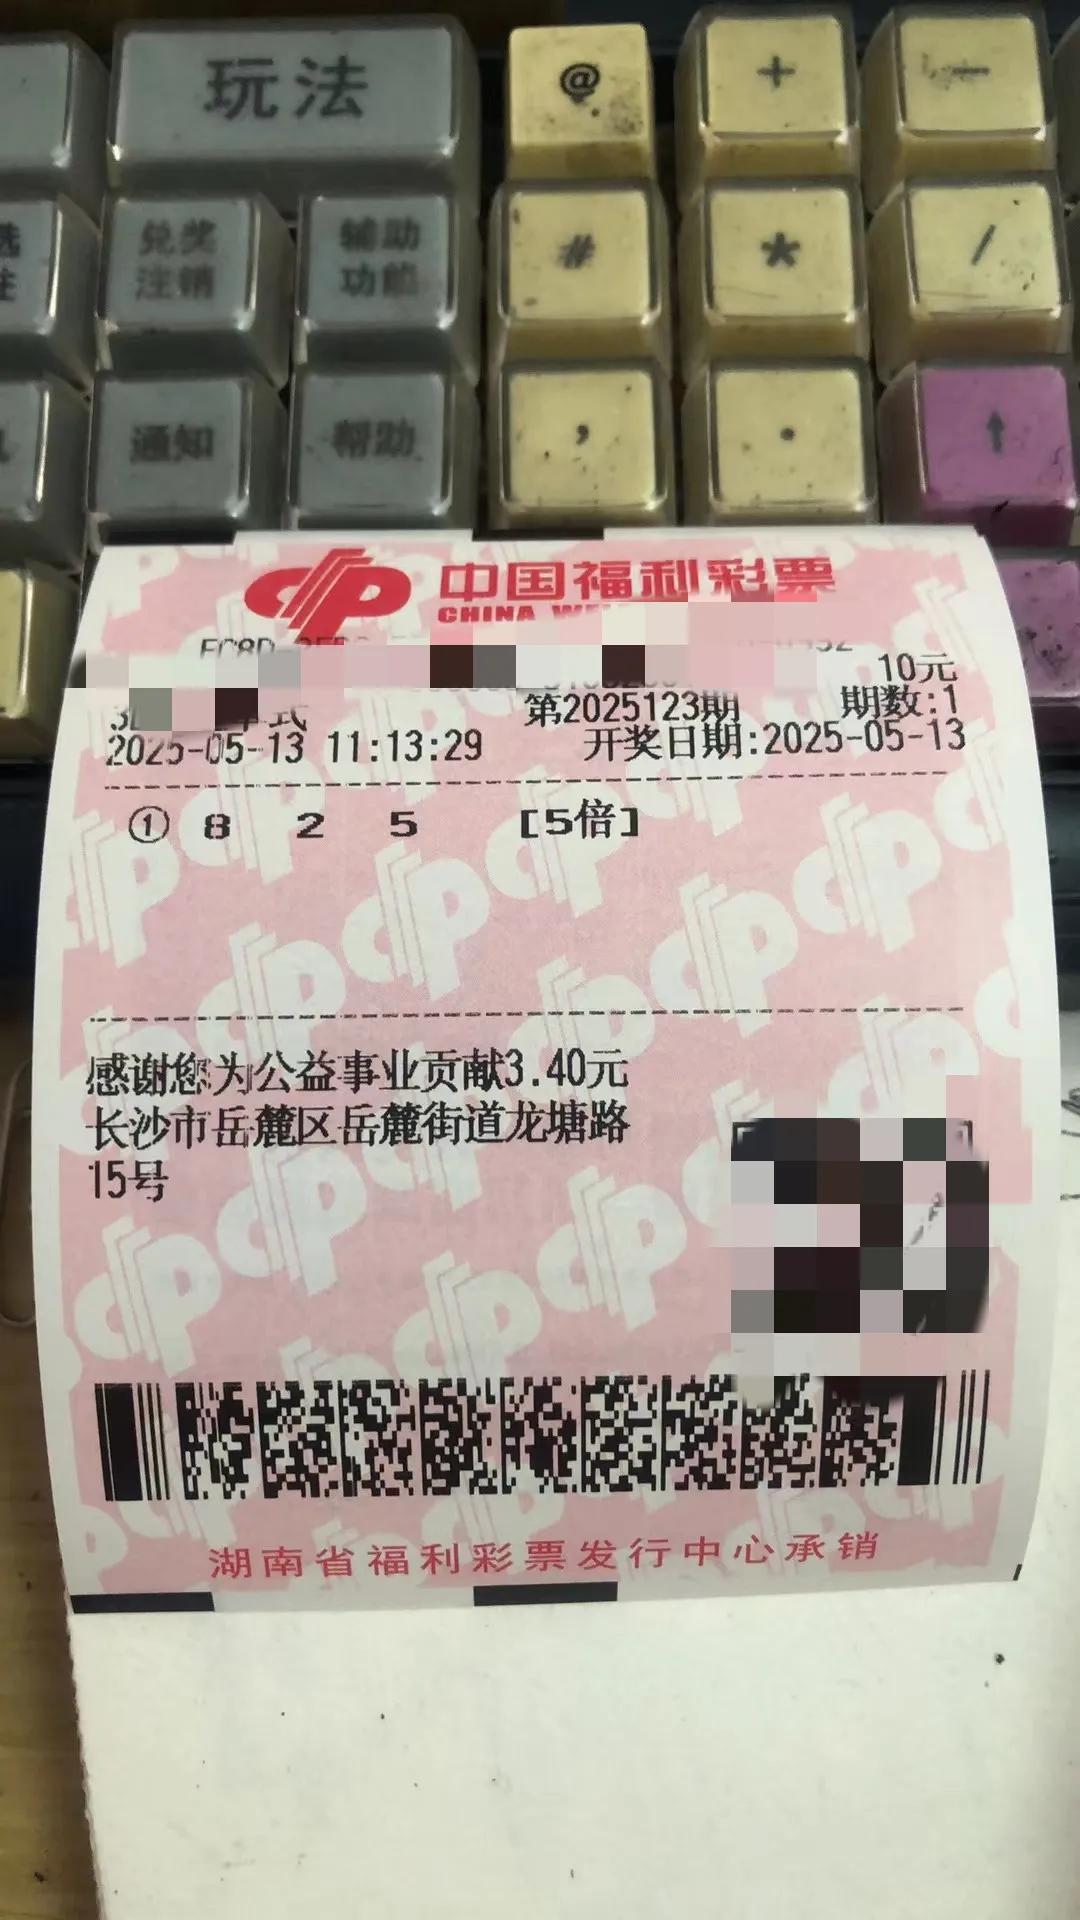 玩法
@
+
-
兑奖
注销
辅助
功能
#
*
/
通知
帮助
,
.
↑
中国福利彩票
CHINA
10元
第2025123期
期数:1
2025-05-13 11:13:29
开奖日期:2025-05-13
① 8 2 5 [5倍]
感谢您为公益事业贡献3.40元
长沙市岳麓区岳麓街道龙塘路
15号
湖南省福利彩票发行中心承销